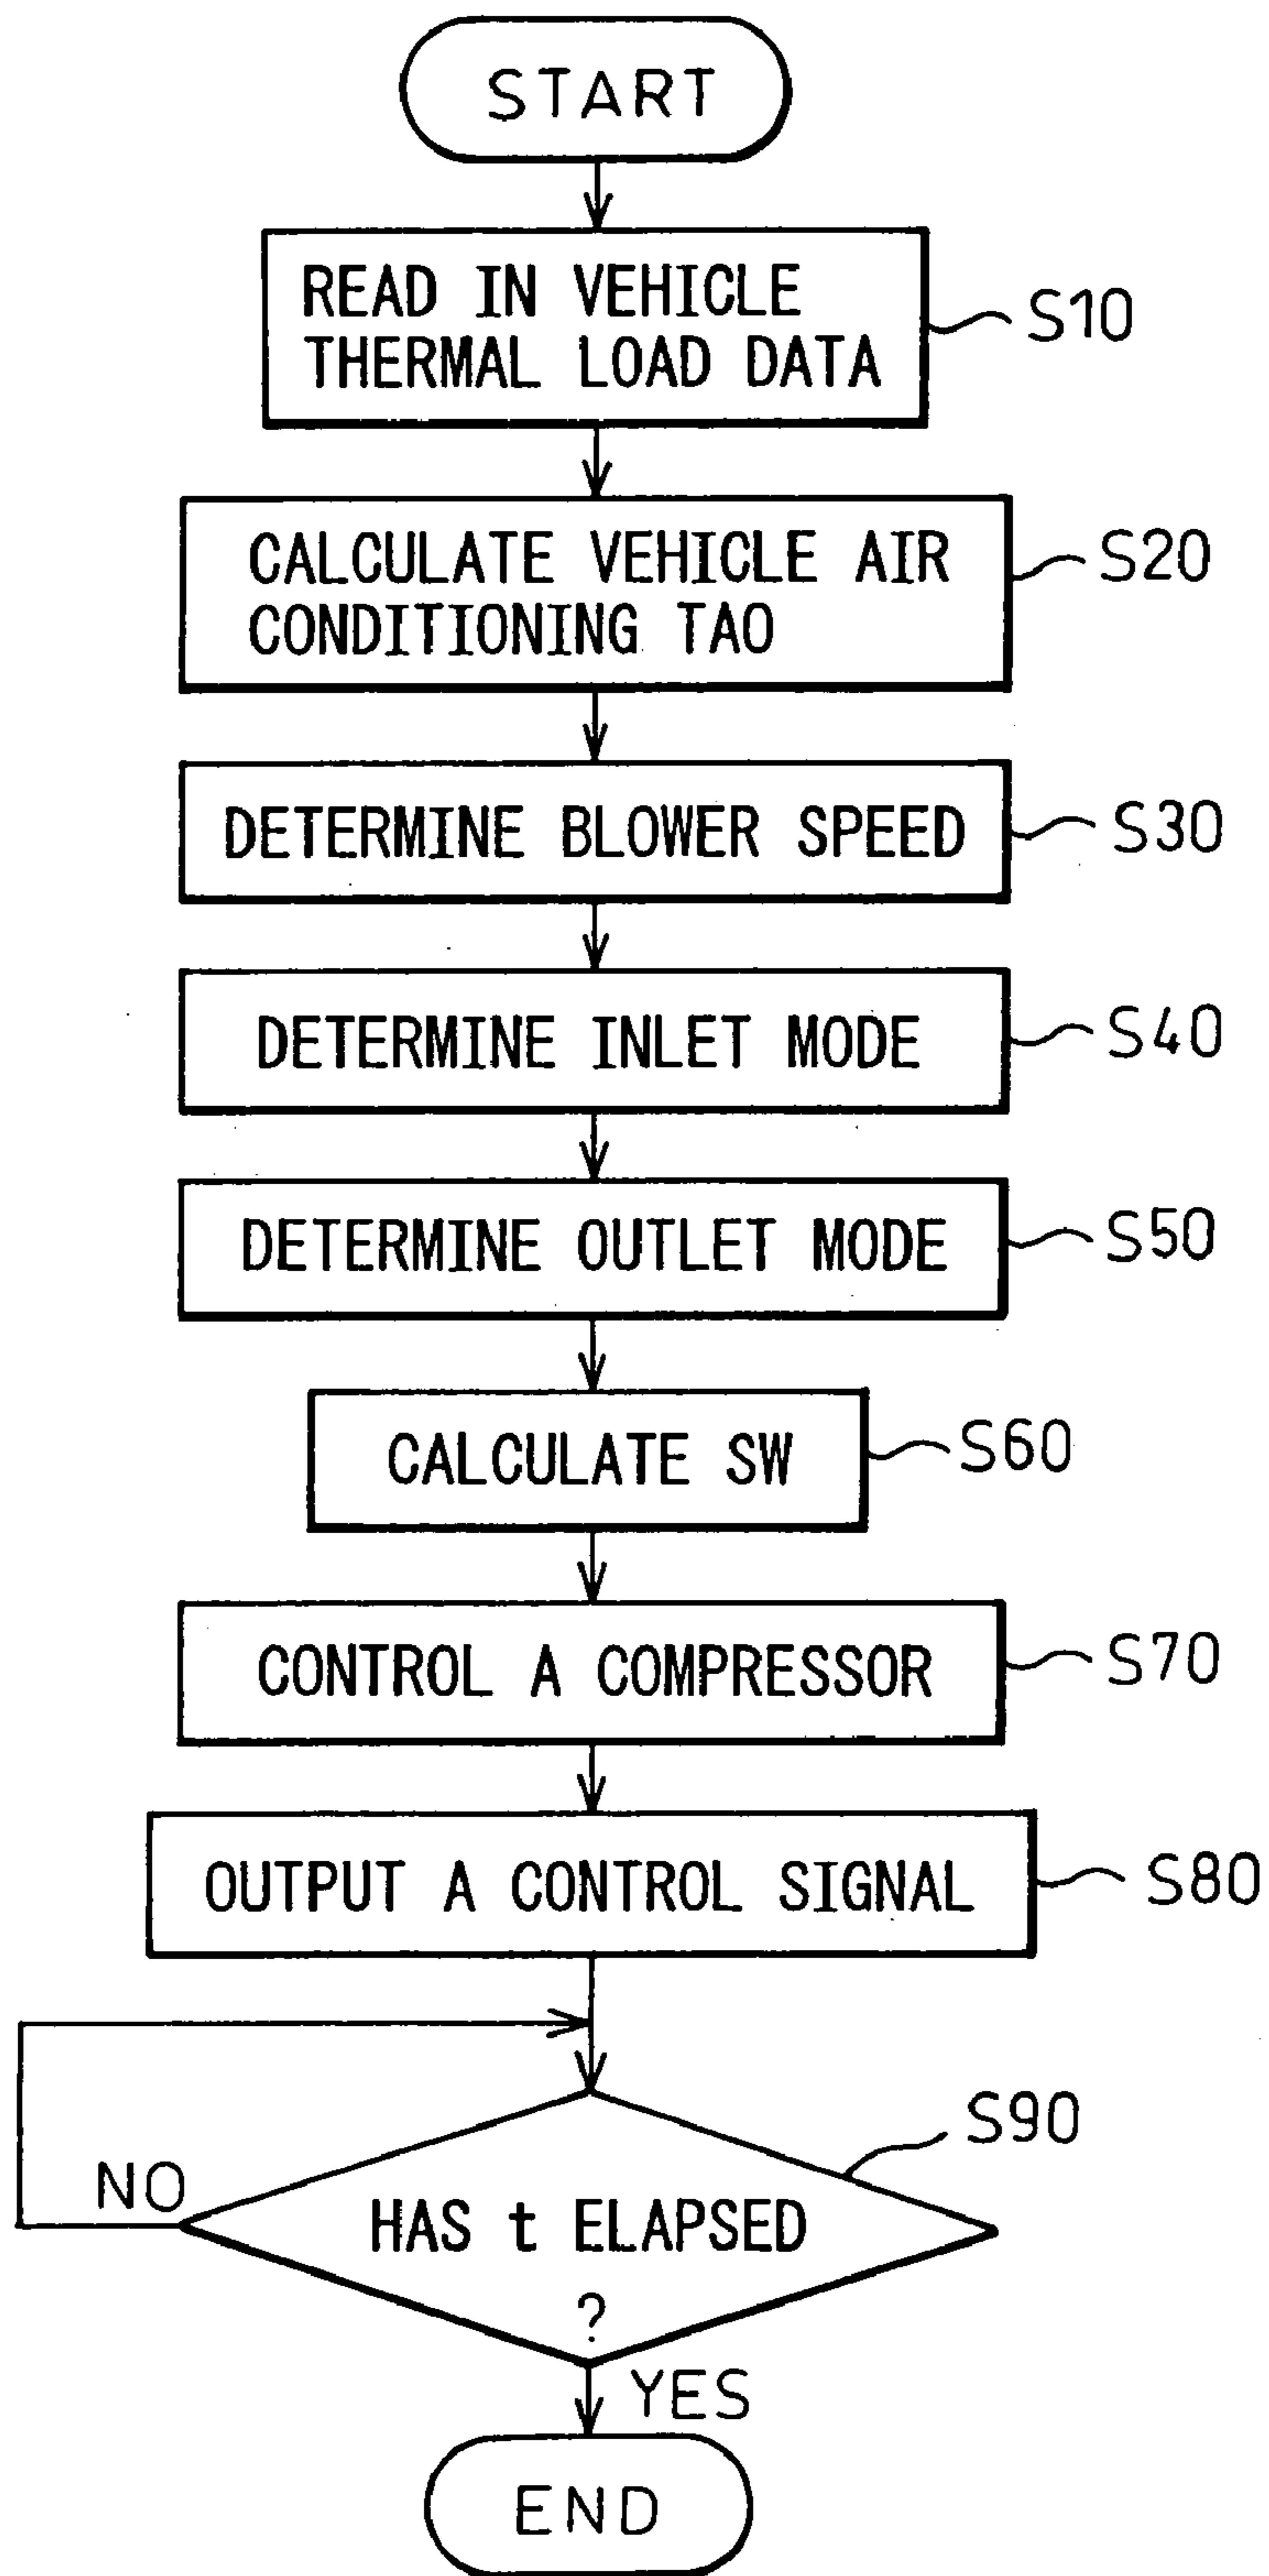 START
READ IN VEHICLE
THERMAL LOAD DATA
S10
CALCULATE VEHICLE AIR
CONDITIONING TAO
S20
DETERMINE BLOWER SPEED
S30
DETERMINE INLET MODE
S40
DETERMINE OUTLET MODE
S50
CALCULATE SW
S60
CONTROL A COMPRESSOR
S70
OUTPUT A CONTROL SIGNAL
S80
S90
NO
HAS t ELAPSED
?
YES
END